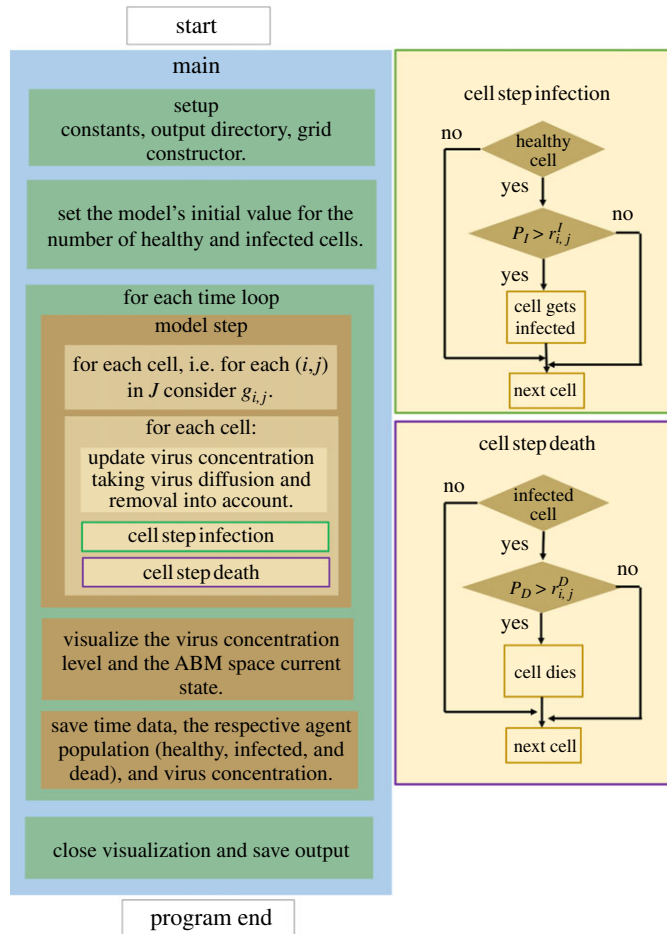 start
main
setup
constants, output directory, grid
constructor.
set the model's initial value for the
number of healthy and infected cells.
for each time loop
model step
for each cell, i.e. for each (i,j)
in J consider g_{i,j}.
for each cell:
update virus concentration
taking virus diffusion and
removal into account.
cell step infection
cell step death
visualize the virus concentration
level and the ABM space current
state.
save time data, the respective agent
population (healthy, infected, and
dead), and virus concentration.
close visualization and save output
program end
cell step infection
no
healthy
cell
yes
no
P_I > r^I_{i,j}
yes
cell gets
infected
next cell
cell step death
no
infected
cell
yes
no
P_D > r^D_{i,j}
yes
cell dies
next cell